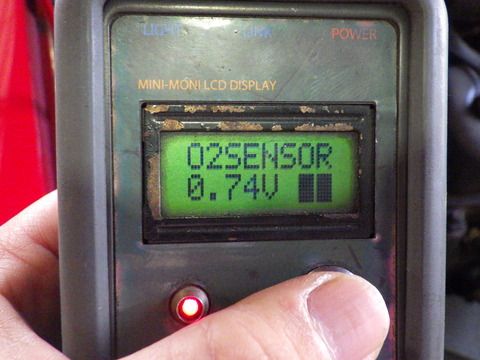 LIGHT LINK POWER
MINI-MONI LCD DISPLAY
O2SENSOR
0.74V